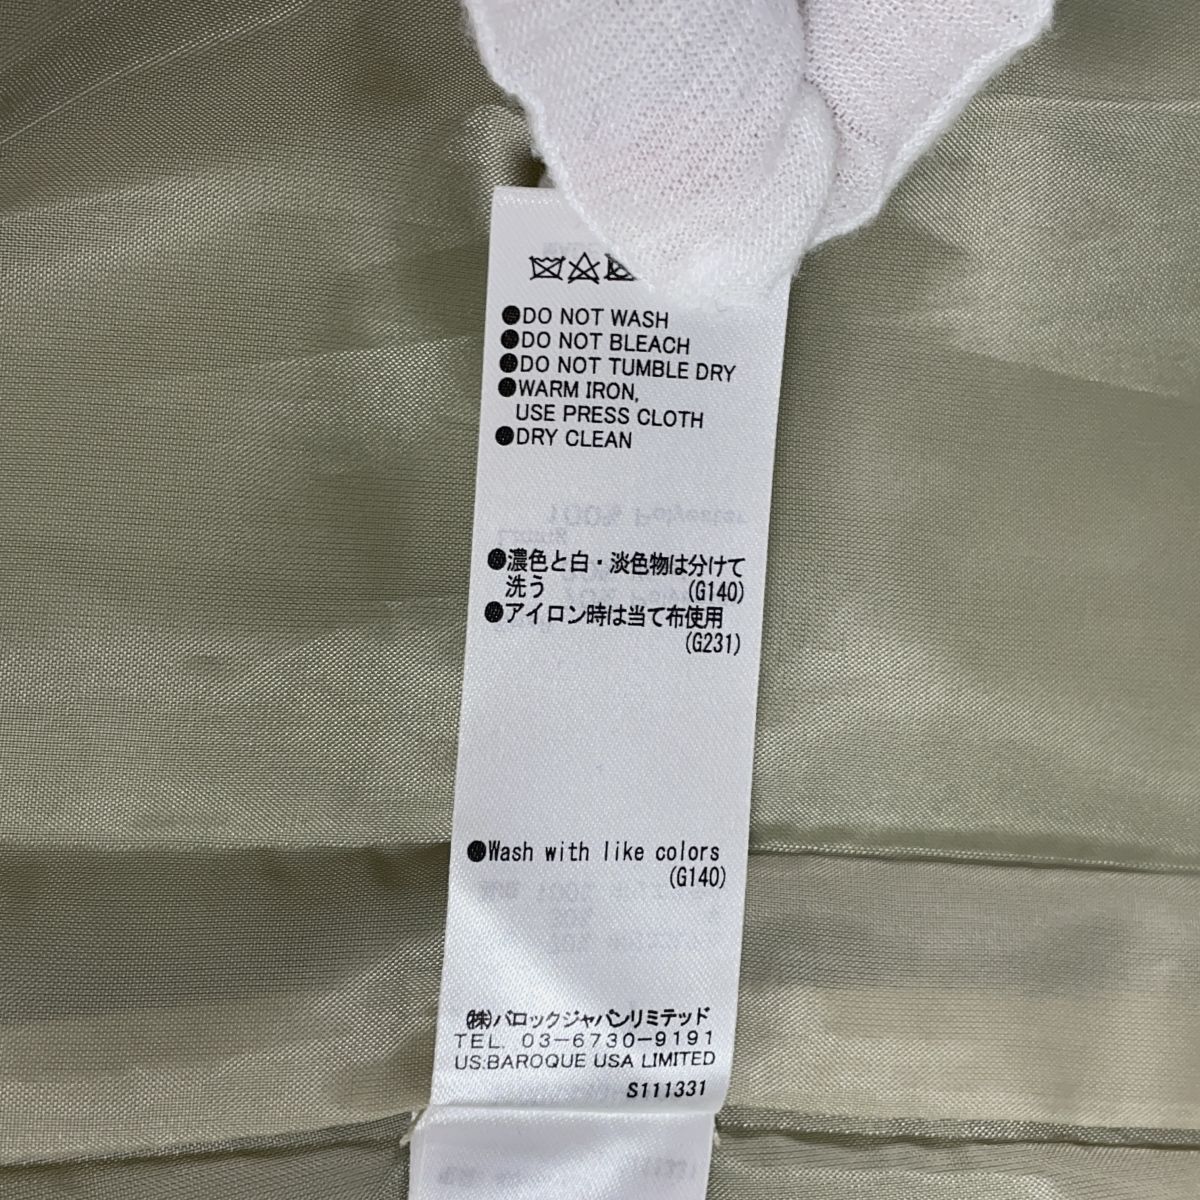 ●DO NOT WASH
●DO NOT BLEACH
●DO NOT TUMBLE DRY
●WARM IRON,
USE PRESS CLOTH
●DRY CLEAN
100% Polyester
●濃色と白・淡色物は分けて
洗う (G140)
●アイロン時は当て布使用
(G231)
●Wash with like colors
(G140)
(株)バロックジャパンリミテッド
TEL. 03-6730-9191
US:BAROQUE USA LIMITED
S111331